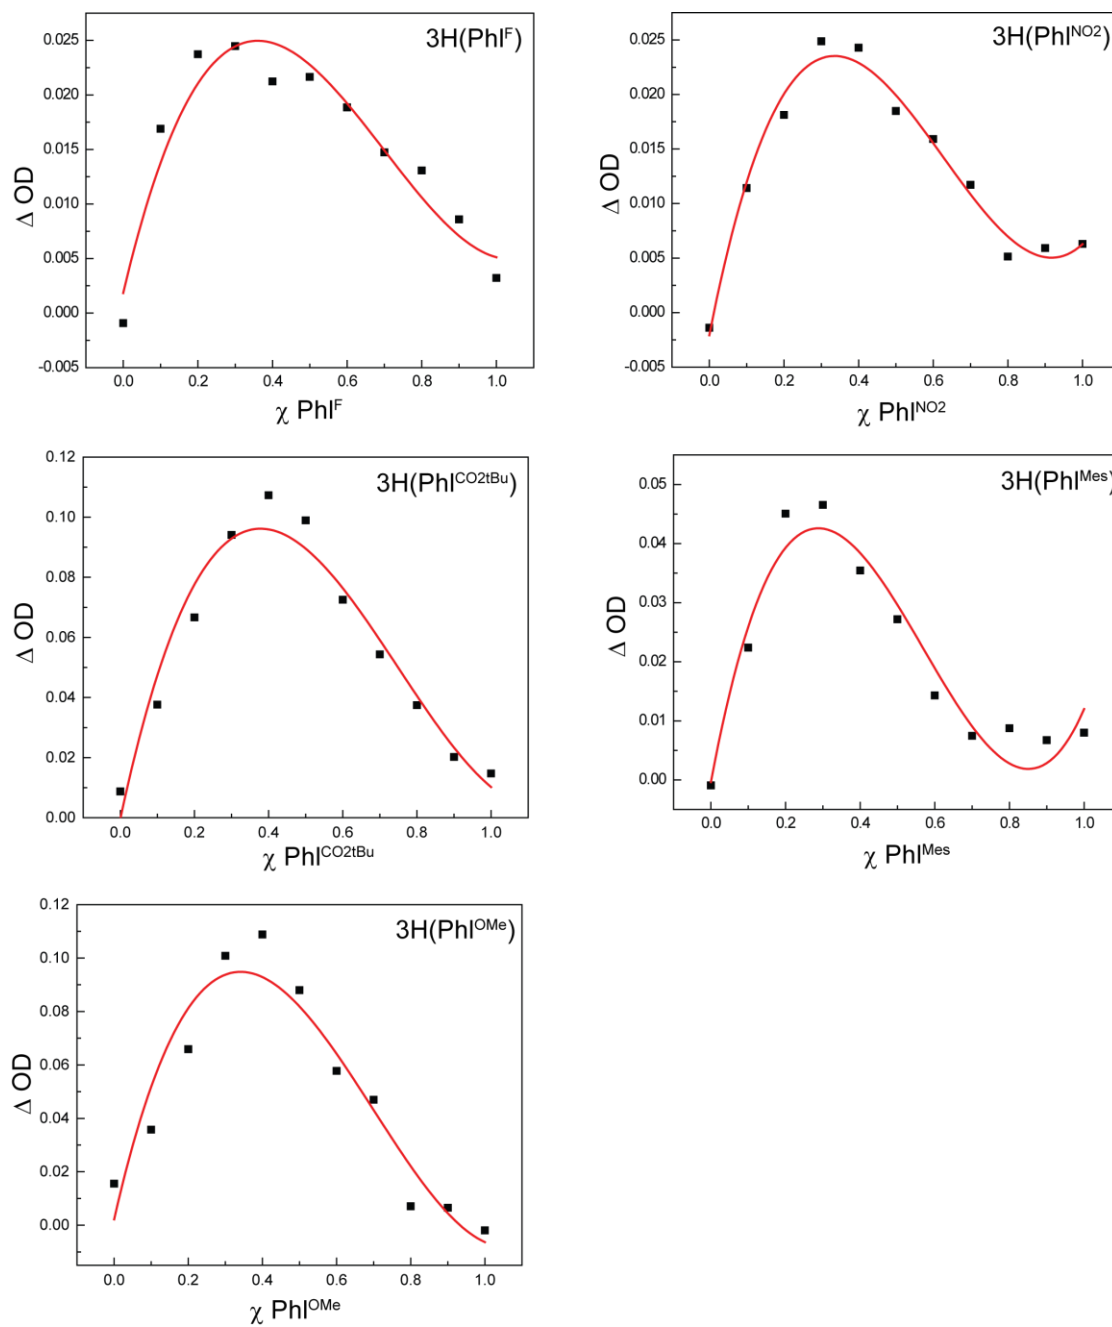 3H(PhI^F)
0.025
0.020
0.015
0.010
0.005
0.000
-0.005
Δ OD
0.0 0.2 0.4 0.6 0.8 1.0
χ PhI^F
3H(PhI^NO2)
0.025
0.020
0.015
0.010
0.005
0.000
-0.005
Δ OD
0.0 0.2 0.4 0.6 0.8 1.0
χ PhI^NO2
3H(PhI^CO2tBu)
0.12
0.10
0.08
0.06
0.04
0.02
0.00
Δ OD
0.0 0.2 0.4 0.6 0.8 1.0
χ PhI^CO2tBu
3H(PhI^Mes)
0.05
0.04
0.03
0.02
0.01
0.00
Δ OD
0.0 0.2 0.4 0.6 0.8 1.0
χ PhI^Mes
3H(PhI^OMe)
0.12
0.10
0.08
0.06
0.04
0.02
0.00
Δ OD
0.0 0.2 0.4 0.6 0.8 1.0
χ PhI^OMe